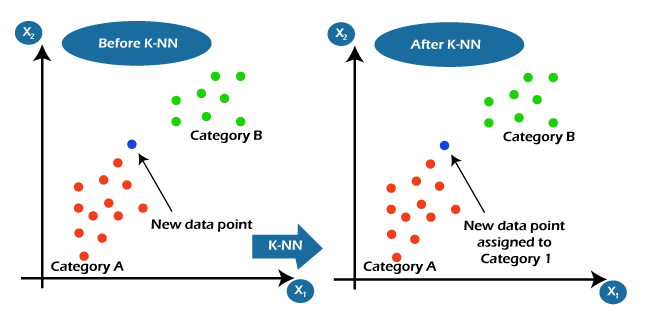 X2
Before K-NN
Category B
New data point
Category A
X1
K-NN
X2
After K-NN
Category B
New data point
assigned to
Category 1
Category A
X1